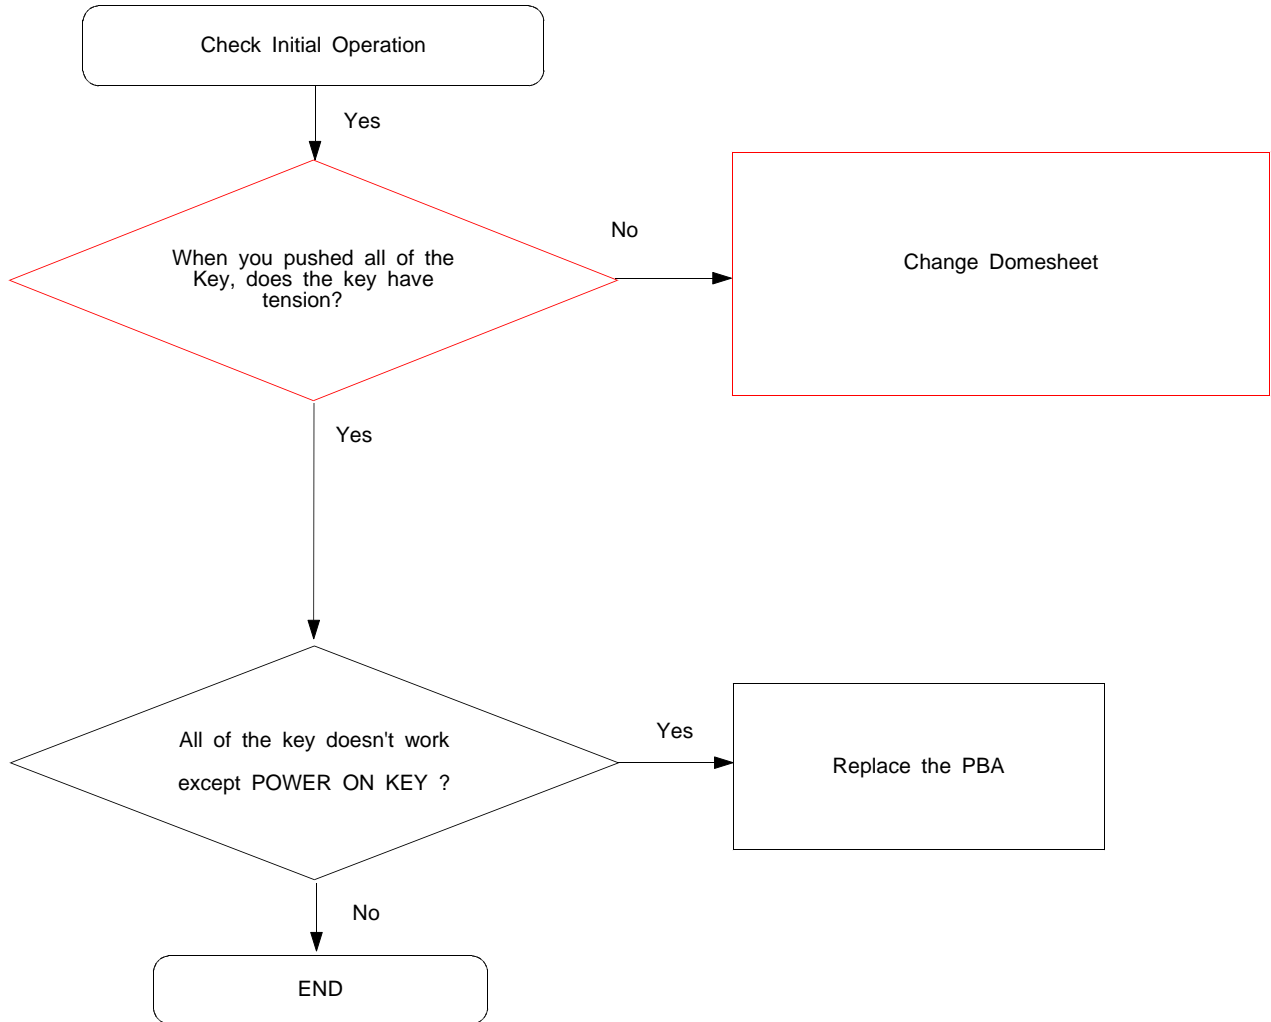 Check Initial Operation
Yes
No
When you pushed all of the
Key, does the key have
tension?
Change Domesheet
Yes
All of the key doesn't work
except POWER ON KEY ?
Yes
Replace the PBA
No
END